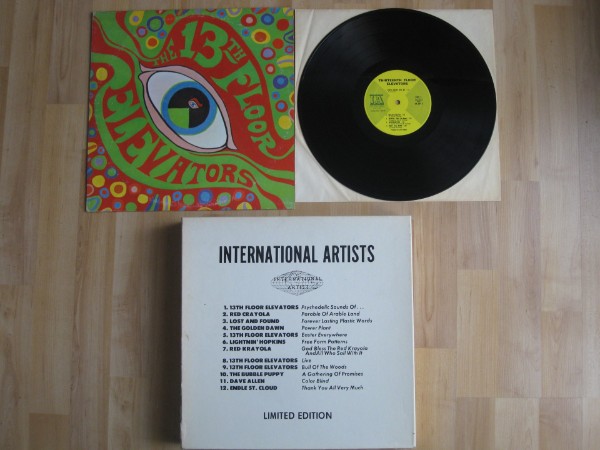 THE 13TH FLOOR
ELEVATORS
THIRTEENTH FLOOR
ELEVATORS
INTERNATIONAL ARTISTS
INTERNATIONAL
ARTIST
1. 13TH FLOOR ELEVATORS Psychedelic Sounds Of...
2. RED CRAYOLA Parable Of Arable Land
3. LOST AND FOUND Forever Lasting Plastic Words
4. THE GOLDEN DAWN Power Plant
5. 13TH FLOOR ELEVATORS Easter Everywhere
6. LIGHTNIN' HOPKINS Free Form Patterns
7. RED KRAYOLA God Bless The Red Krayola
And All Who Sail With It
8. 13TH FLOOR ELEVATORS Live
9. 13TH FLOOR ELEVATORS Bull Of The Woods
10. THE BUBBLE PUPPY A Gathering Of Promises
11. DAVE ALLEN Color Blind
12. ENDLE ST. CLOUD Thank You All Very Much
LIMITED EDITION